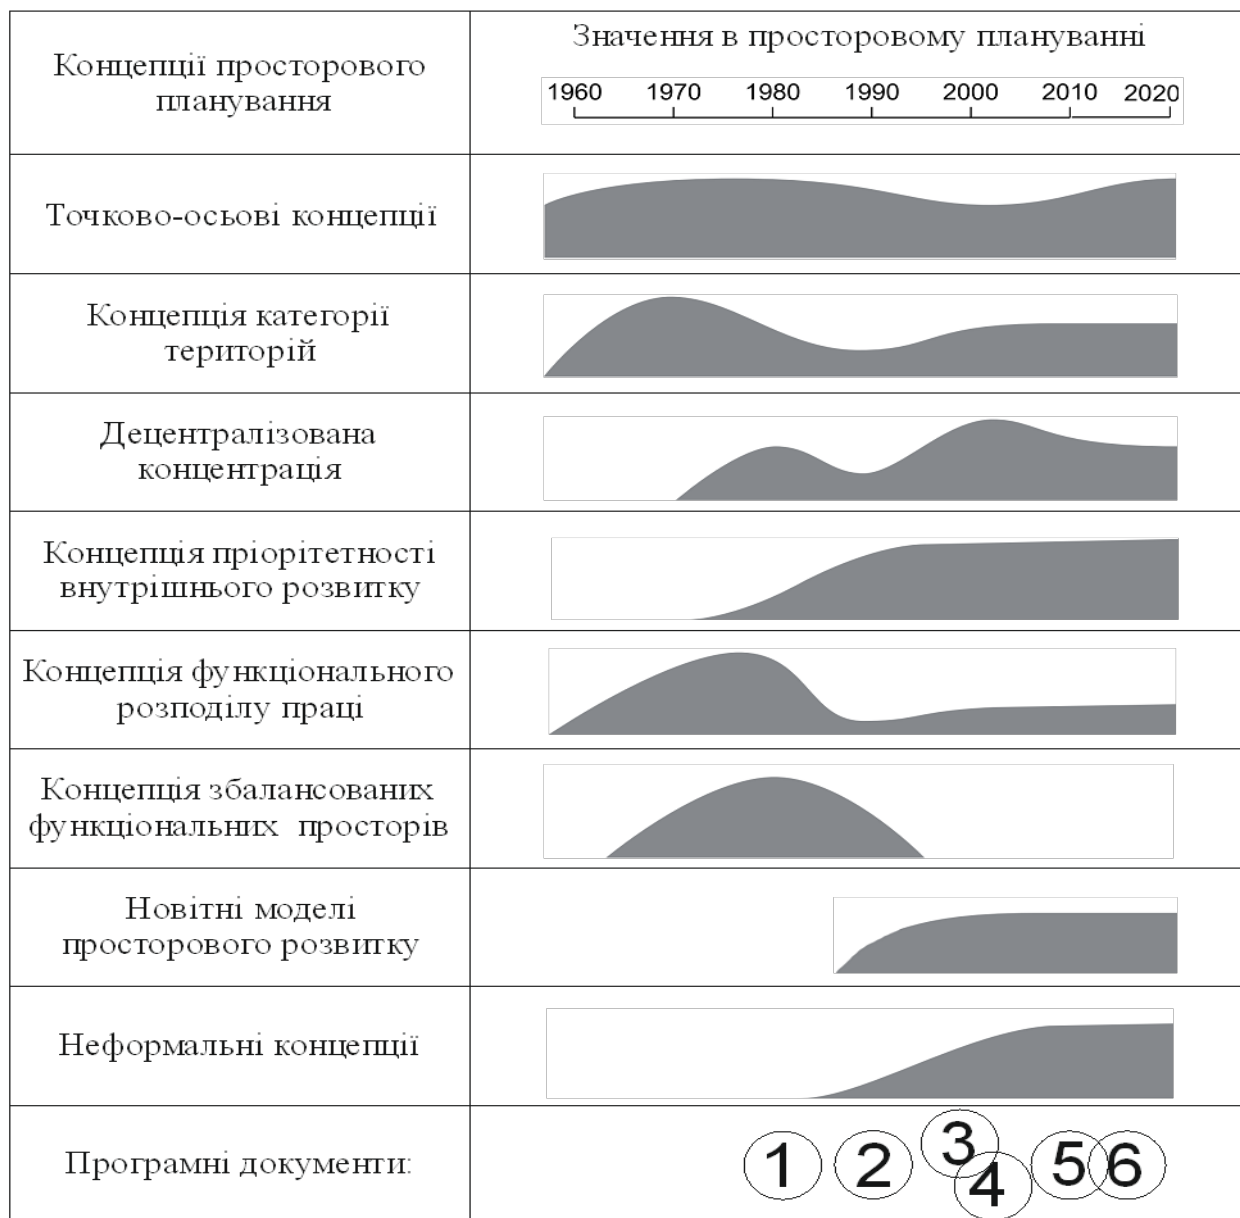 Концепції просторового
планування
Значення в просторовому плануванні
1960 1970 1980 1990 2000 2010 2020
Точково-осьові концепції
Концепція категорії
територій
Децентралізована
концентрація
Концепція пріорітетності
внутрішнього розвитку
Концепція функціонального
розподілу праці
Концепція збалансованих
функціональних просторів
Новітні моделі
просторового розвитку
Неформальні концепції
Програмні документи:
1 2 3 4 5 6